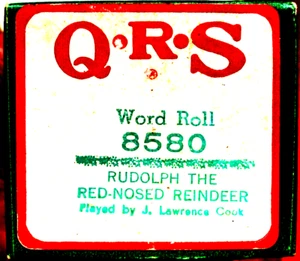 Q·R·S
Word Roll
8580
RUDOLPH THE
RED-NOSED REINDEER
Played by J. Lawrence Cook